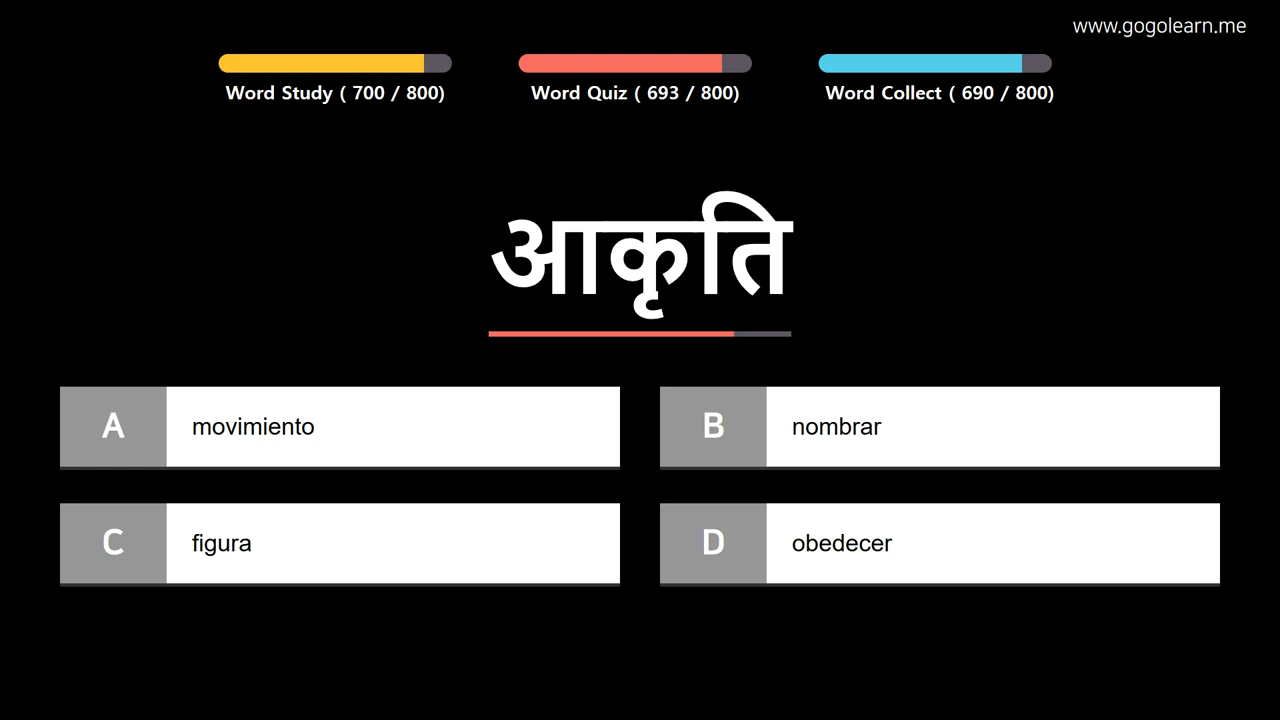 www.gogolearn.me
Word Study ( 700 / 800)
Word Quiz ( 693 / 800)
Word Collect ( 690 / 800)
आकृति
A movimiento
B nombrar
C figura
D obedecer